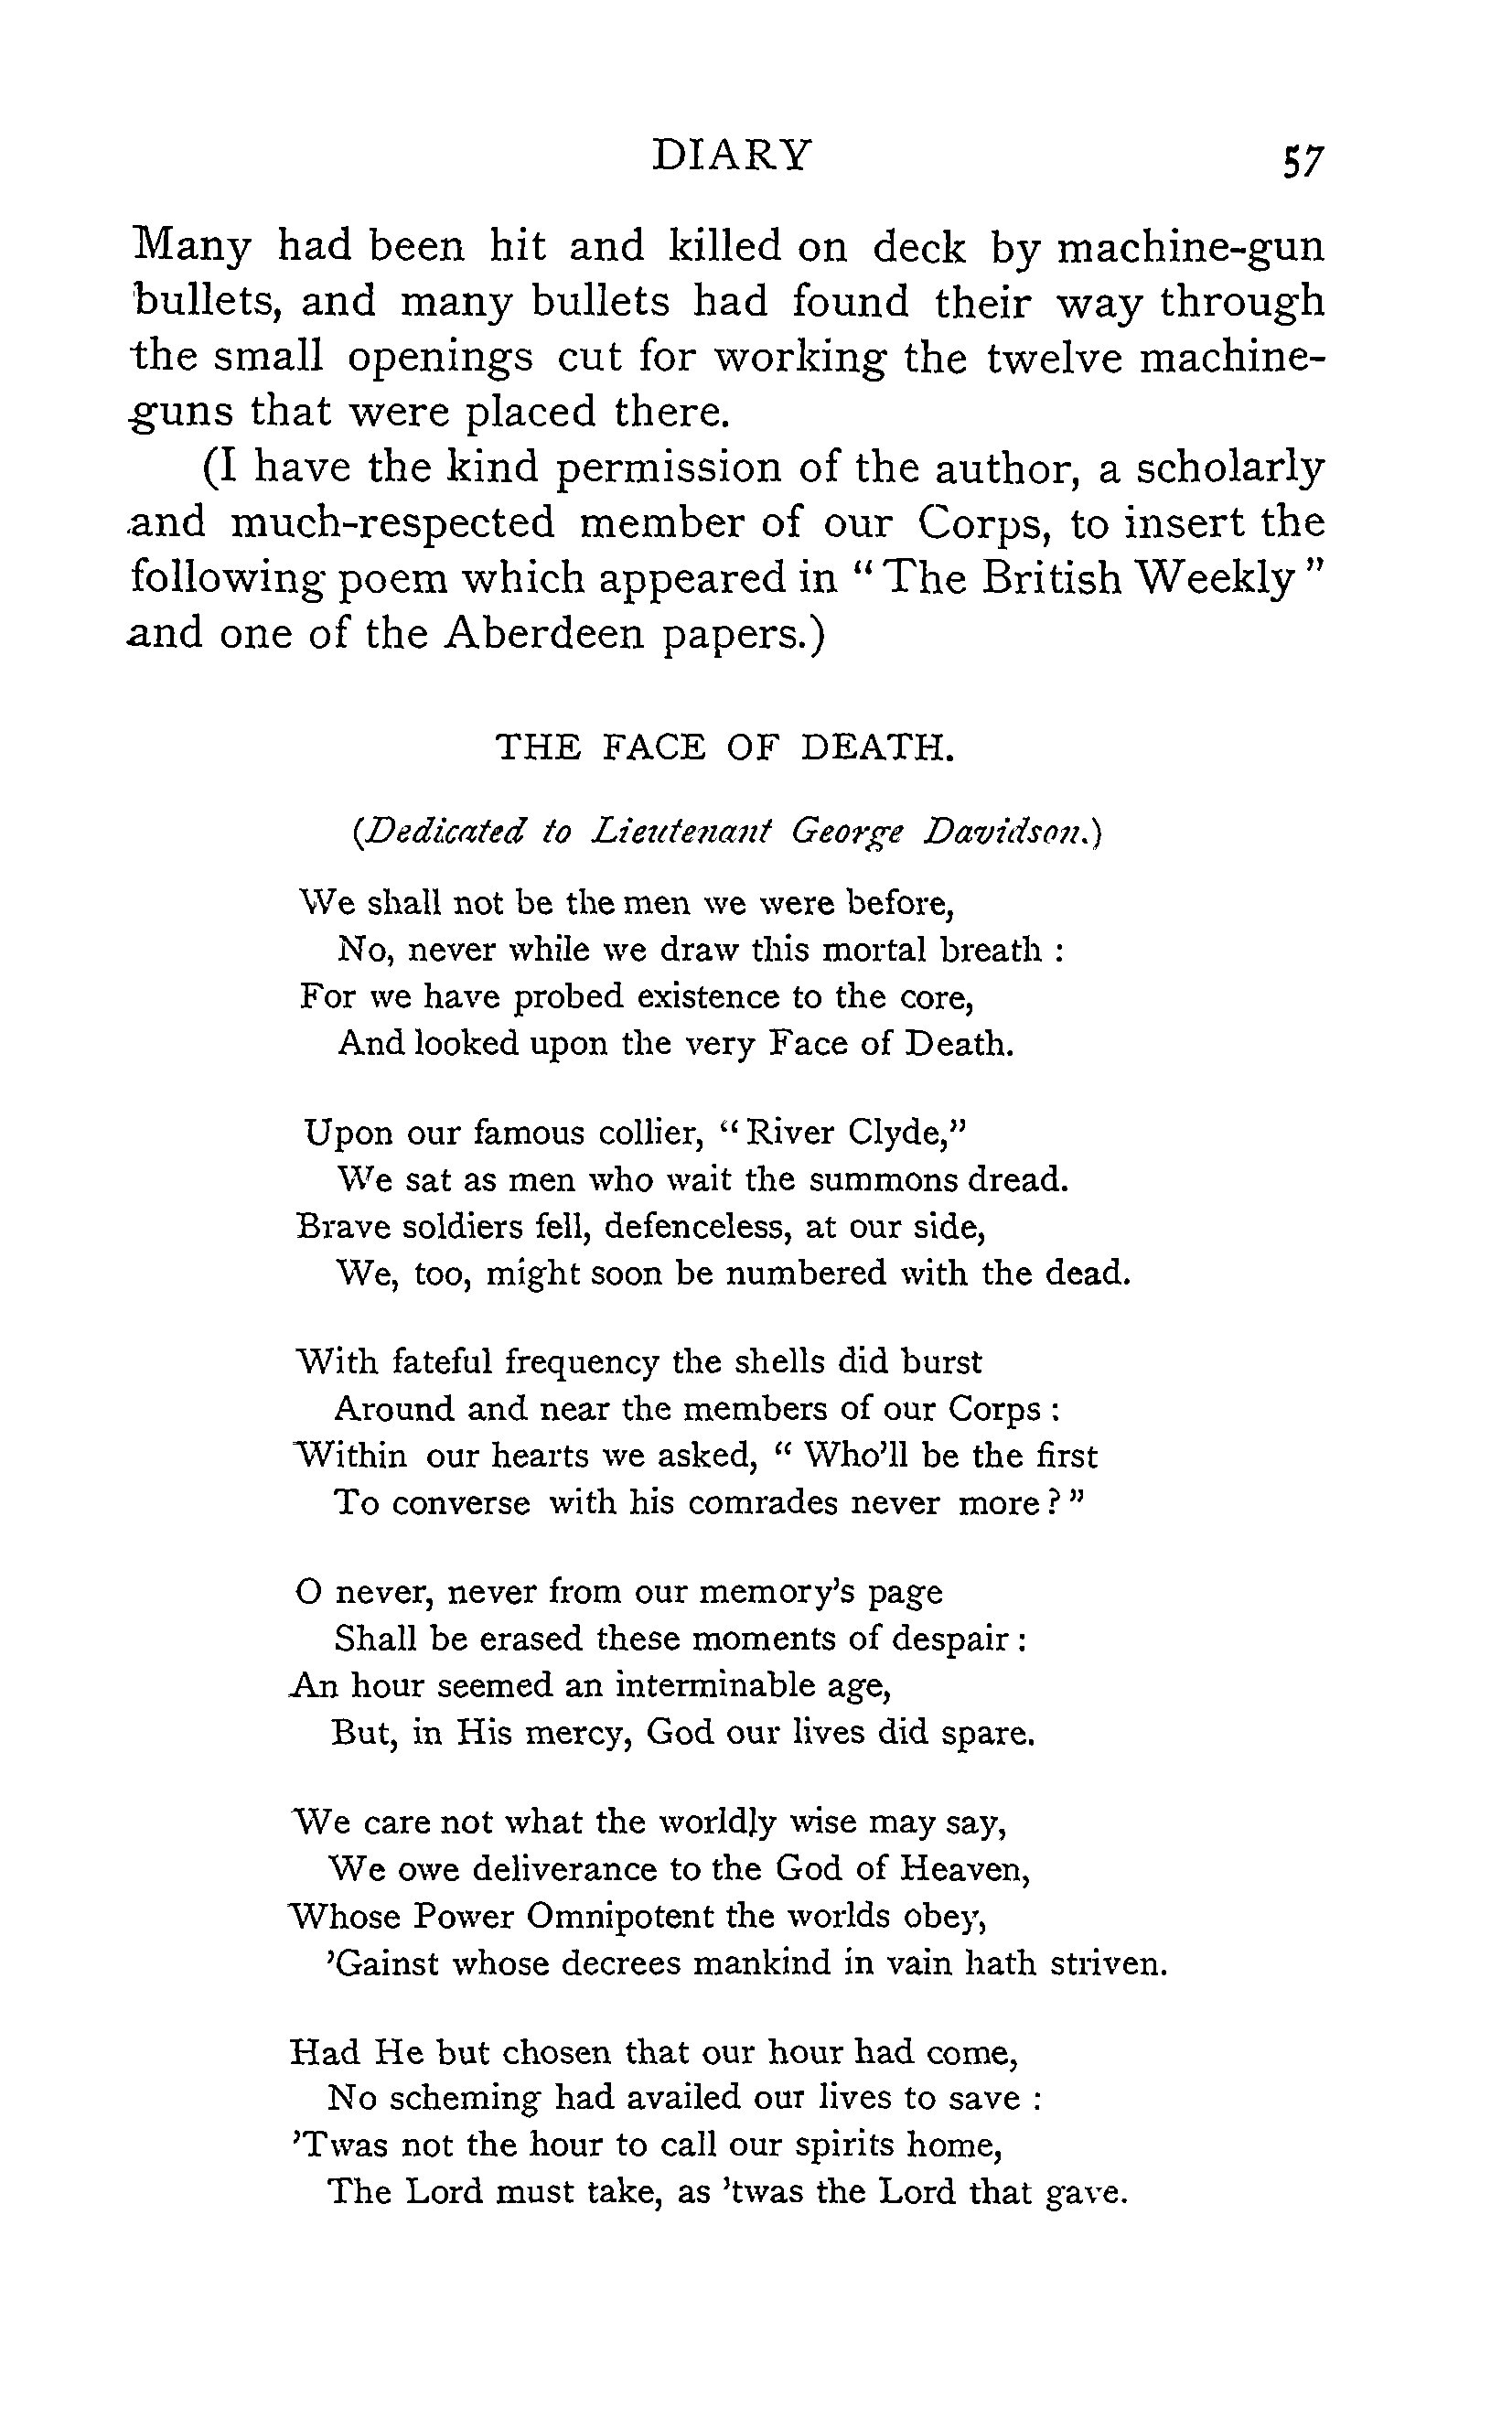 DIARY 57
Many had been hit and killed on deck by machine-gun
bullets, and many bullets had found their way through
the small openings cut for working the twelve machine-
guns that were placed there.
(I have the kind permission of the author, a scholarly
and much-respected member of our Corps, to insert the
following poem which appeared in “The British Weekly”
and one of the Aberdeen papers.)
THE FACE OF DEATH.
(Dedicated to Lieutenant George Davidson.)
We shall not be the men we were before,
No, never while we draw this mortal breath :
For we have probed existence to the core,
And looked upon the very Face of Death.
Upon our famous collier, “River Clyde,”
We sat as men who wait the summons dread.
Brave soldiers fell, defenceless, at our side,
We, too, might soon be numbered with the dead.
With fateful frequency the shells did burst
Around and near the members of our Corps :
Within our hearts we asked, “Who’ll be the first
To converse with his comrades never more?”
O never, never from our memory’s page
Shall be erased these moments of despair :
An hour seemed an interminable age,
But, in His mercy, God our lives did spare.
We care not what the worldly wise may say,
We owe deliverance to the God of Heaven,
Whose Power Omnipotent the worlds obey,
’Gainst whose decrees mankind in vain hath striven.
Had He but chosen that our hour had come,
No scheming had availed our lives to save :
’Twas not the hour to call our spirits home,
The Lord must take, as ’twas the Lord that gave.